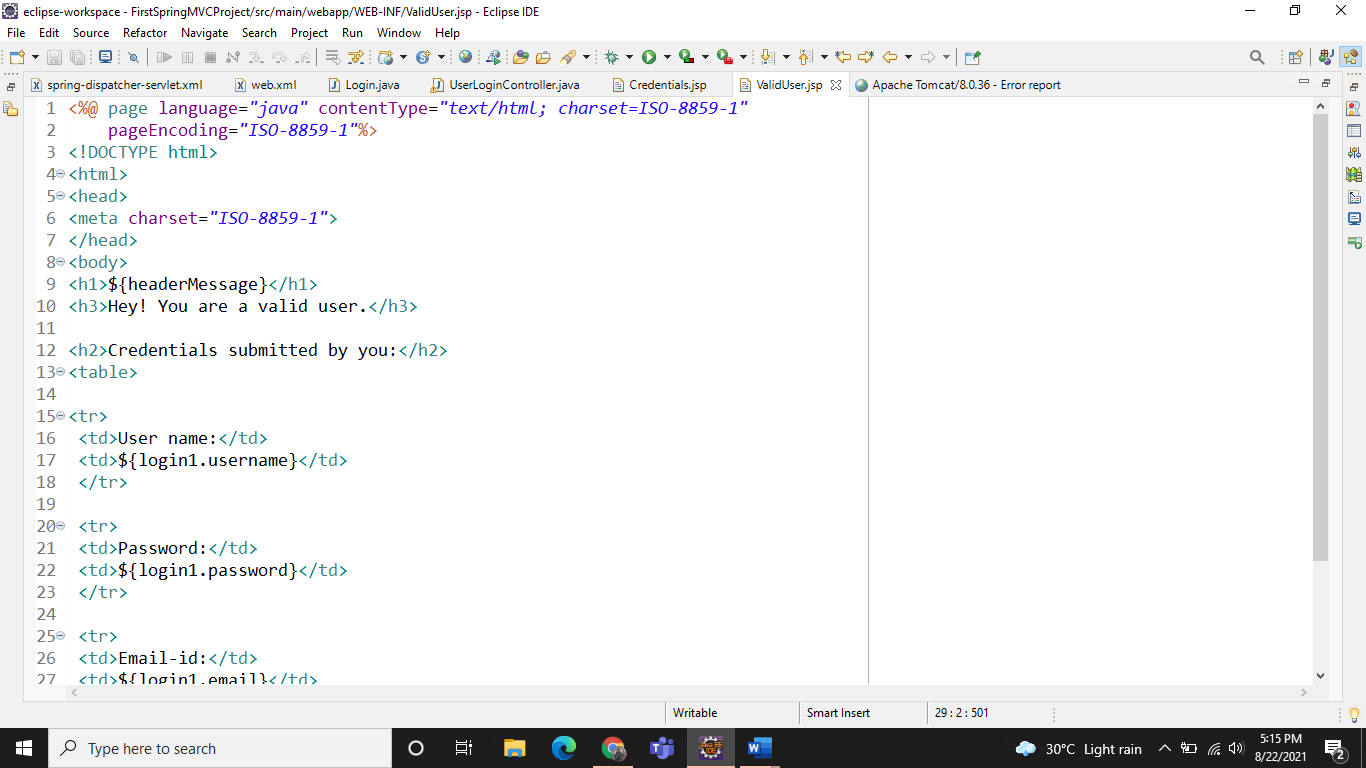 eclipse-workspace - FirstSpringMVCProject/src/main/webapp/WEB-INF/ValidUser.jsp - Eclipse IDE
File Edit Source Refactor Navigate Search Project Run Window Help
spring-dispatcher-servlet.xml web.xml Login.java UserLoginController.java Credentials.jsp ValidUser.jsp Apache Tomcat/8.0.36 - Error report
1 <%@ page language="java" contentType="text/html; charset=ISO-8859-1"
2 pageEncoding="ISO-8859-1"%>
3 <!DOCTYPE html>
4 <html>
5 <head>
6 <meta charset="ISO-8859-1">
7 </head>
8 <body>
9 <h1>${headerMessage}</h1>
10 <h3>Hey! You are a valid user.</h3>
11
12 <h2>Credentials submitted by you:</h2>
13 <table>
14
15 <tr>
16 <td>User name:</td>
17 <td>${login1.username}</td>
18 </tr>
19
20 <tr>
21 <td>Password:</td>
22 <td>${login1.password}</td>
23 </tr>
24
25 <tr>
26 <td>Email-id:</td>
27 <td>${login1.email}</td>
Writable Smart Insert 29 : 2 : 501
Type here to search
30°C Light rain
5:15 PM
8/22/2021
2